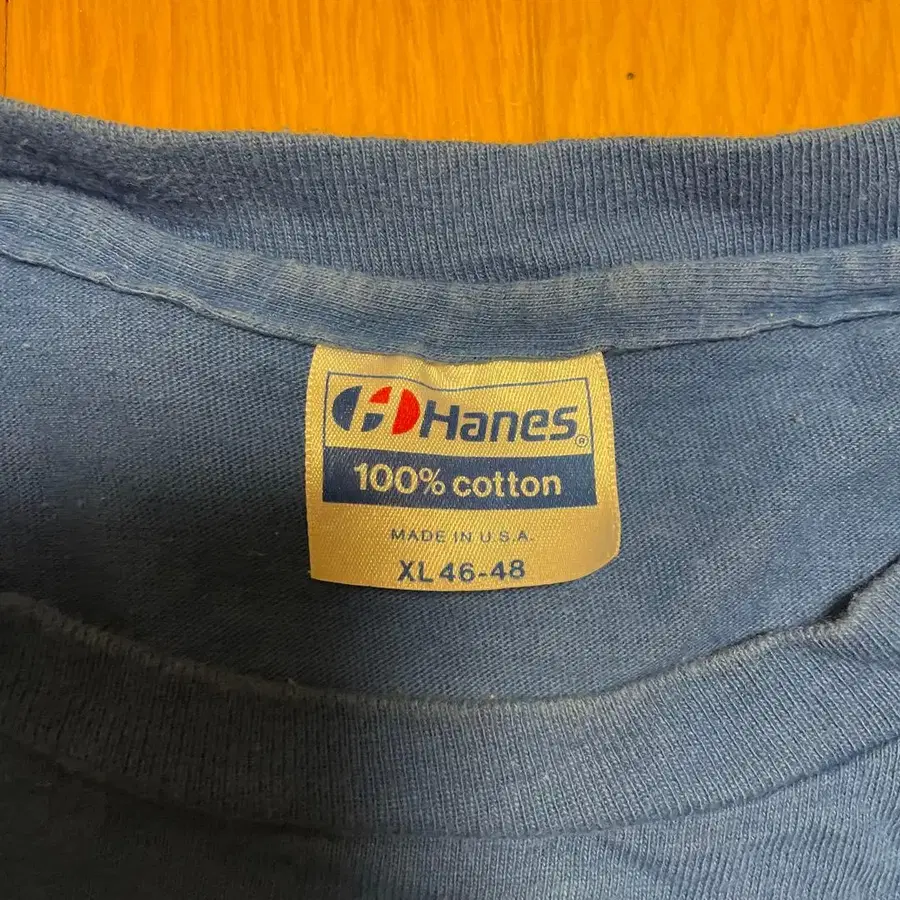 Hanes®
100% cotton
MADE IN U.S.A.
XL 46-48